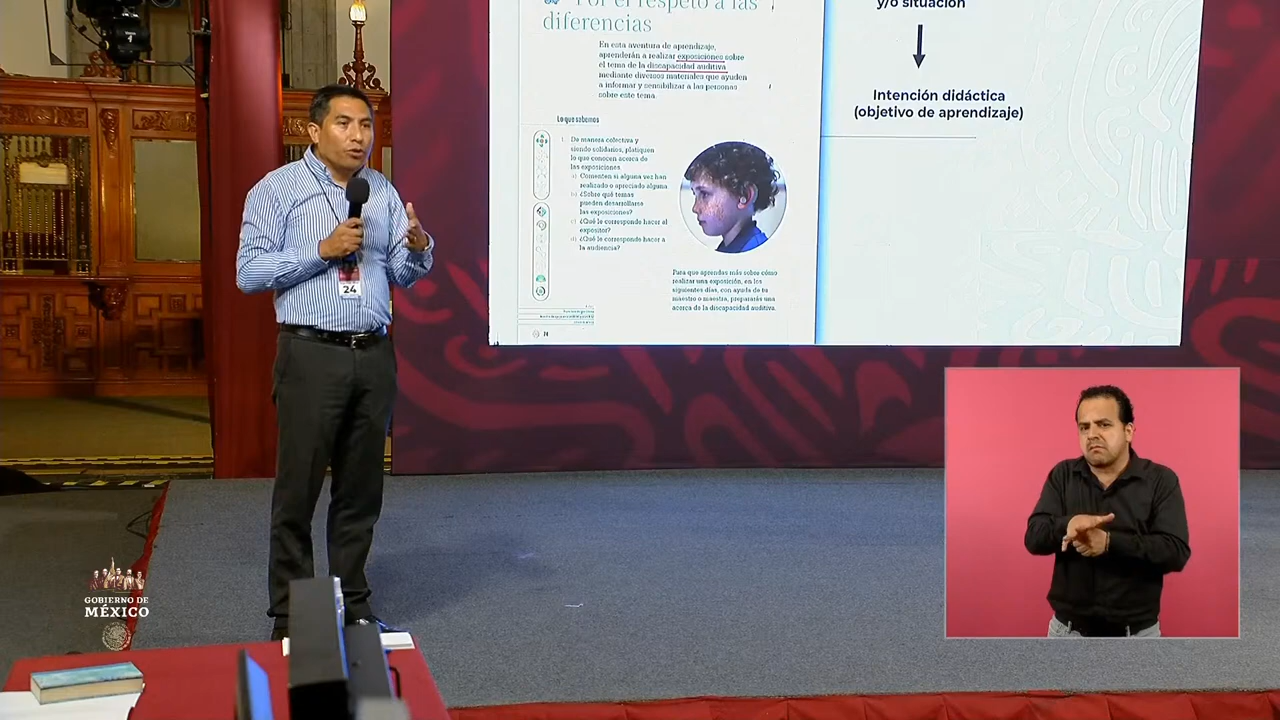 Por el respeto a las
diferencias
En esta aventura de aprendizaje,
aprenderán a realizar exposiciones sobre
el tema de la discapacidad auditiva
mediante diversos materiales que ayuden
a informar y sensibilizar a las personas
sobre este tema.
Lo que sabemos
1. De manera colectiva y
siendo solidarios, platiquen
lo que conocen acerca de
las exposiciones
a) Comenten si alguna vez han
realizado o apreciado alguna
b) ¿Sobre qué temas
pueden desarrollarse
las exposiciones?
c) ¿Qué le corresponde hacer al
expositor?
d) ¿Qué le corresponde hacer a
la audiencia?
Para que aprendas más sobre cómo
realizar una exposición, en los
siguientes días, con ayuda de tu
maestro o maestra, prepararás una
acerca de la discapacidad auditiva.
y/o situación
Intención didáctica
(objetivo de aprendizaje)
24
GOBIERNO DE
MÉXICO